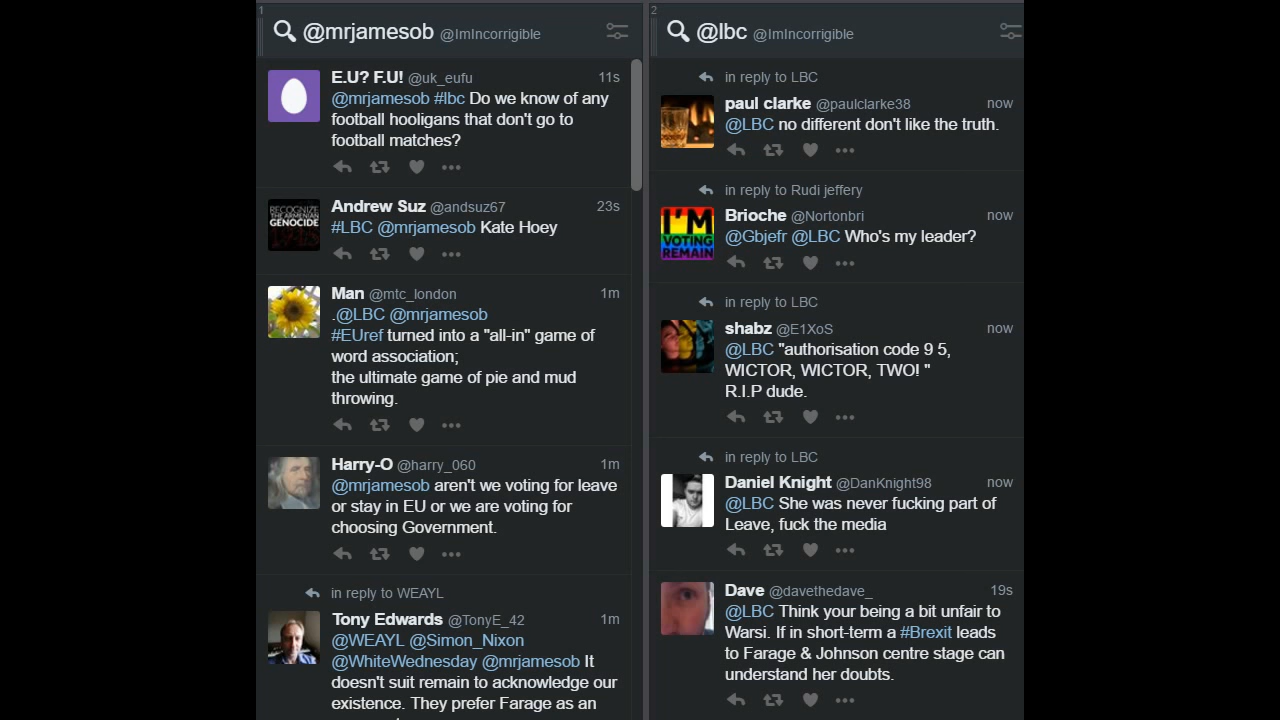 1
@mrjamesob @ImIncorrigible
E.U? F.U! @uk_eufu 11s
@mrjamesob #lbc Do we know of any
football hooligans that don't go to
football matches?
RECOGNIZE
THE ARMENIAN
GENOCIDE
Andrew Suz @andsuz67 23s
#LBC @mrjamesob Kate Hoey
Man @mtc_london 1m
.@LBC @mrjamesob
#EUref turned into a "all-in" game of
word association;
the ultimate game of pie and mud
throwing.
Harry-O @harry_060 1m
@mrjamesob aren't we voting for leave
or stay in EU or we are voting for
choosing Government.
in reply to WEAYL
Tony Edwards @TonyE_42 1m
@WEAYL @Simon_Nixon
@WhiteWednesday @mrjamesob It
doesn't suit remain to acknowledge our
existence. They prefer Farage as an
2
@lbc @ImIncorrigible
in reply to LBC
paul clarke @paulclarke38 now
@LBC no different don't like the truth.
in reply to Rudi jeffery
I'M
VOTING
REMAIN
Brioche @Nortonbri now
@Gbjefr @LBC Who's my leader?
in reply to LBC
shabz @E1XoS now
@LBC "authorisation code 9 5,
WICTOR, WICTOR, TWO! "
R.I.P dude.
in reply to LBC
Daniel Knight @DanKnight98 now
@LBC She was never fucking part of
Leave, fuck the media
Dave @davethedave_ 19s
@LBC Think your being a bit unfair to
Warsi. If in short-term a #Brexit leads
to Farage & Johnson centre stage can
understand her doubts.